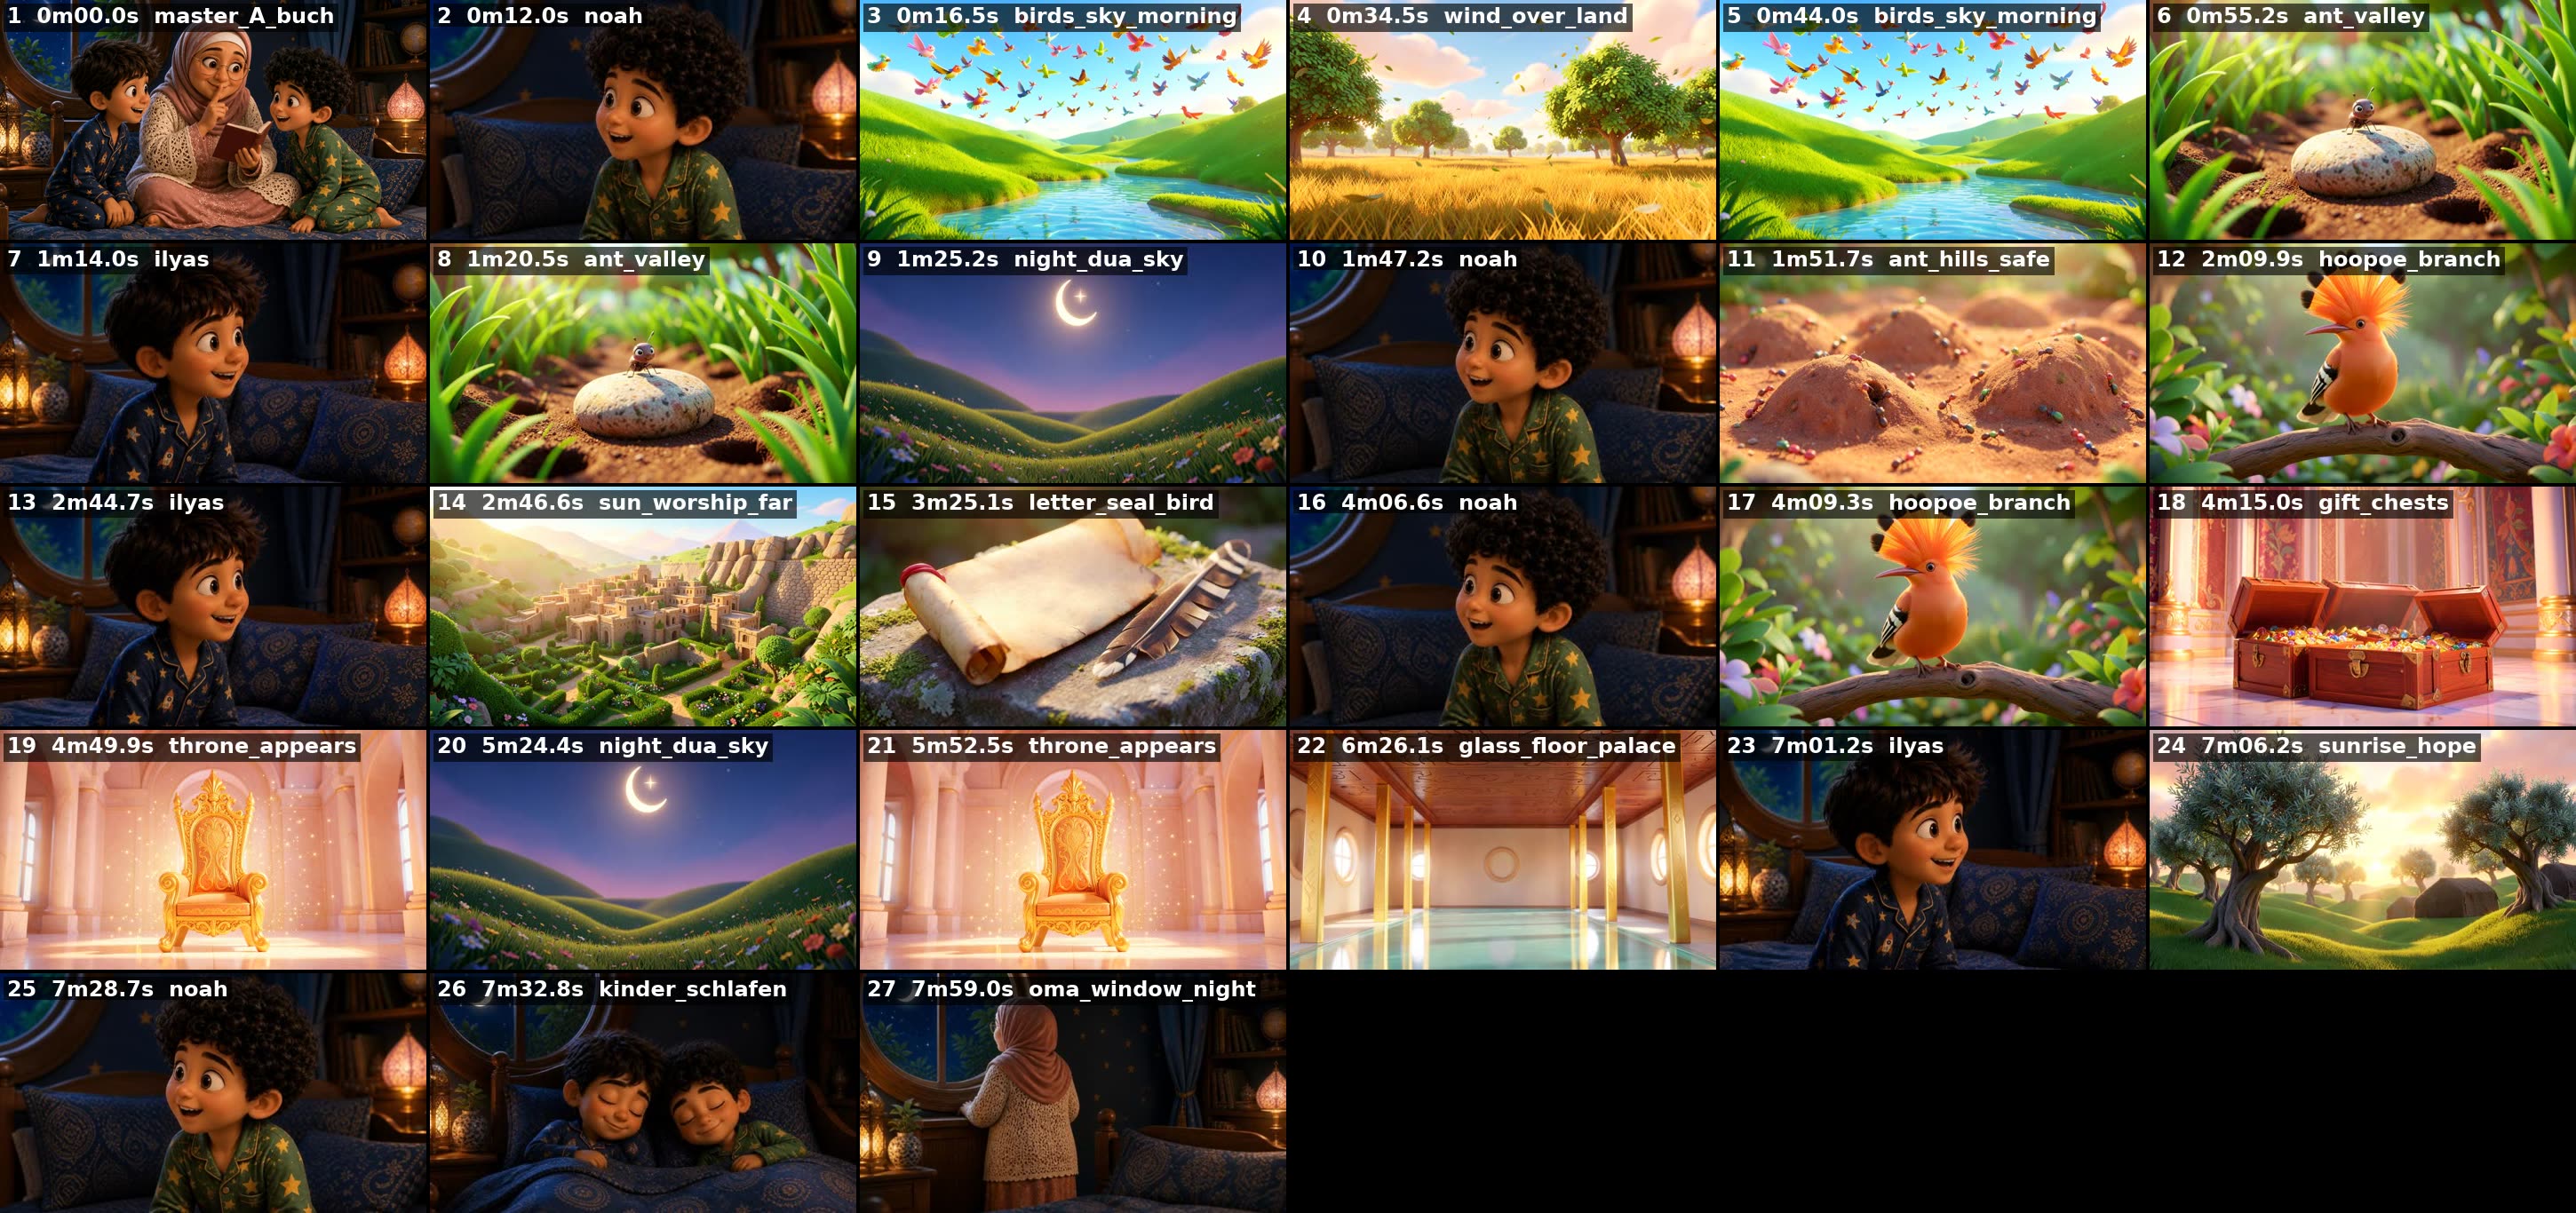 1 0m00.0s master_A_buch
2 0m12.0s noah
3 0m16.5s birds_sky_morning
4 0m34.5s wind_over_land
5 0m44.0s birds_sky_morning
6 0m55.2s ant_valley
7 1m14.0s ilyas
8 1m20.5s ant_valley
9 1m25.2s night_dua_sky
10 1m47.2s noah
11 1m51.7s ant_hills_safe
12 2m09.9s hoopoe_branch
13 2m44.7s ilyas
14 2m46.6s sun_worship_far
15 3m25.1s letter_seal_bird
16 4m06.6s noah
17 4m09.3s hoopoe_branch
18 4m15.0s gift_chests
19 4m49.9s throne_appears
20 5m24.4s night_dua_sky
21 5m52.5s throne_appears
22 6m26.1s glass_floor_palace
23 7m01.2s ilyas
24 7m06.2s sunrise_hope
25 7m28.7s noah
26 7m32.8s kinder_schlafen
27 7m59.0s oma_window_night